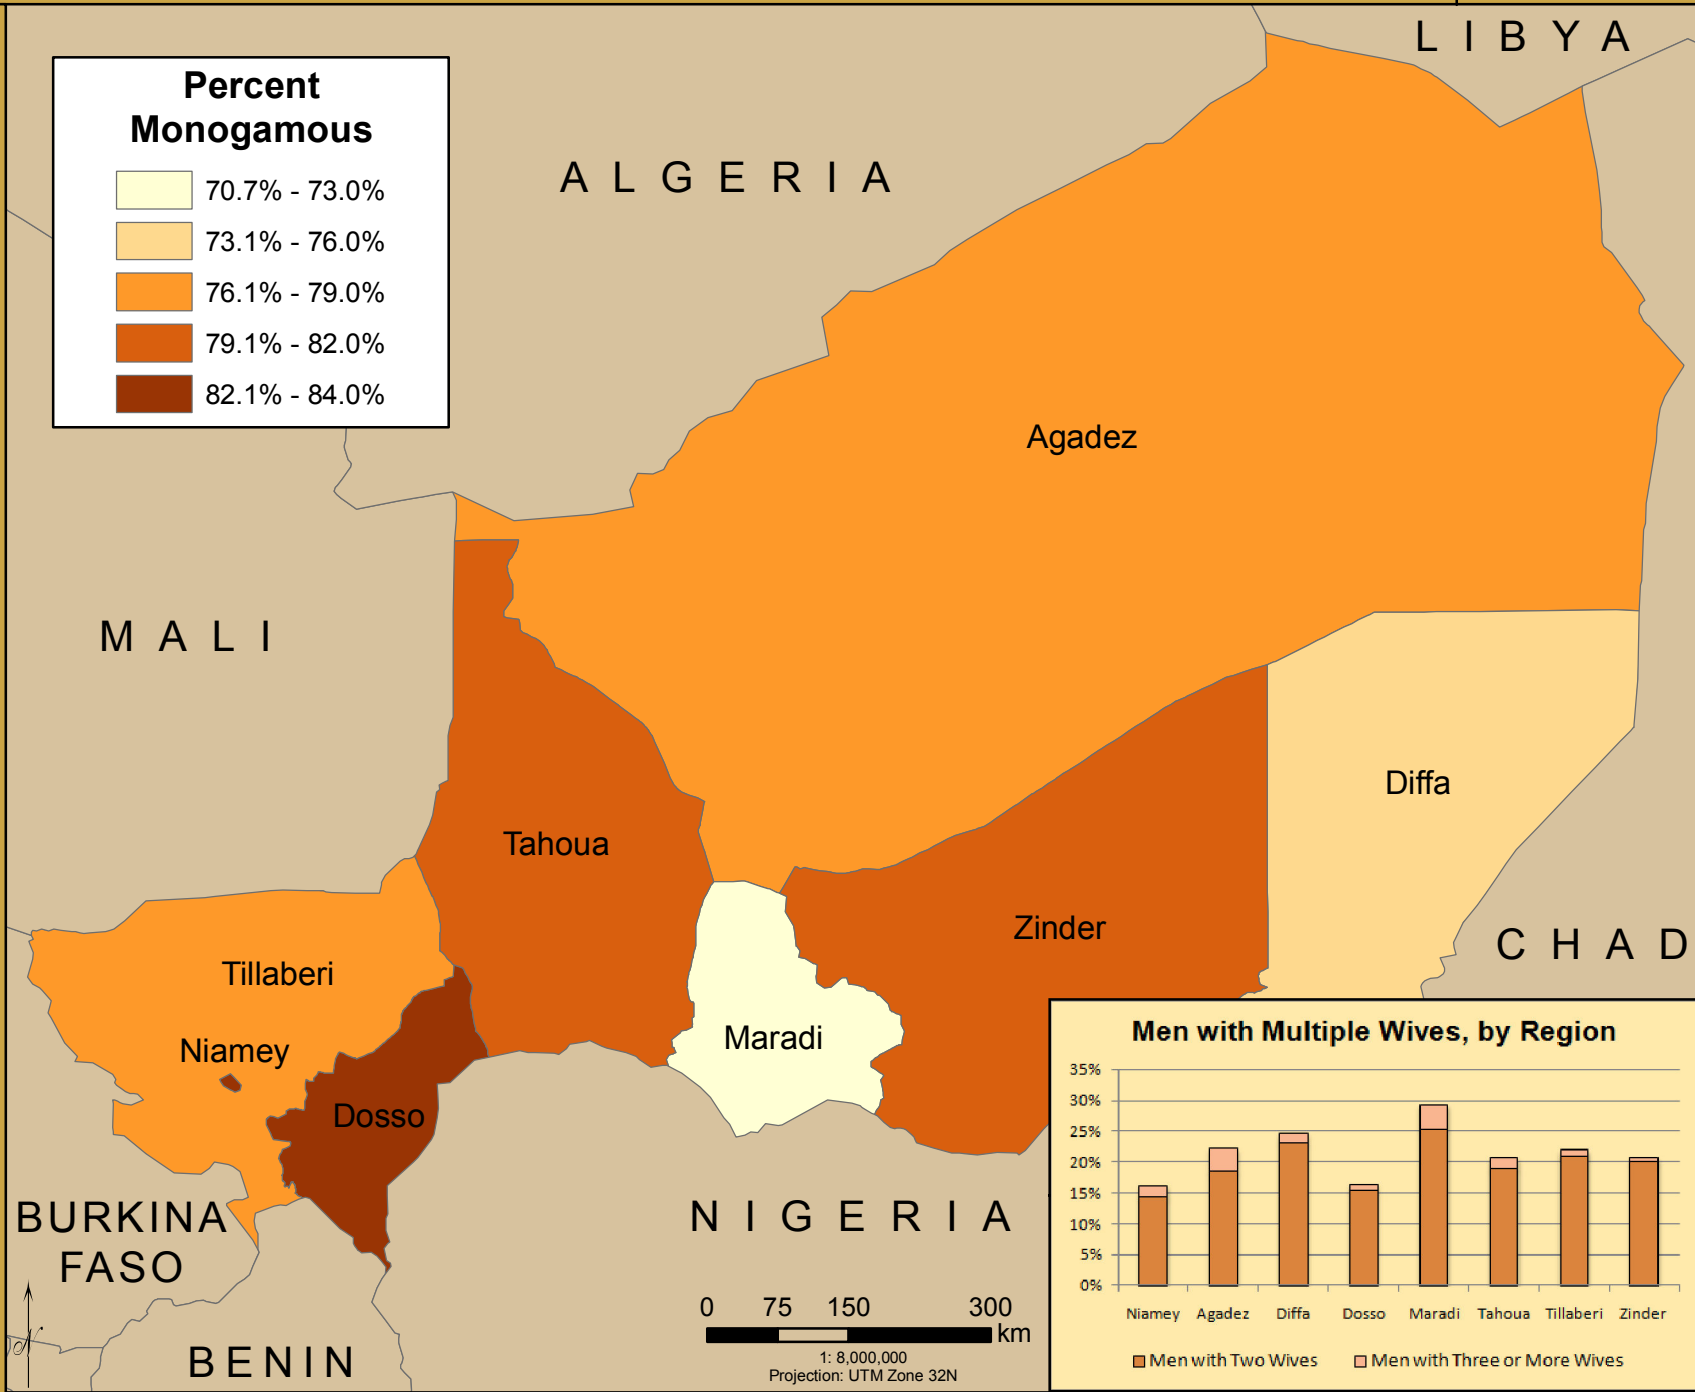 Percent
Monogamous
70.7% - 73.0%
73.1% - 76.0%
76.1% - 79.0%
79.1% - 82.0%
82.1% - 84.0%
LIBYA
ALGERIA
MALI
Agadez
Diffa
Tahoua
Zinder
CHAD
Tillaberi
Niamey
Maradi
Dosso
BURKINA
FASO
NIGERIA
BENIN
0 75 150 300
km
1: 8,000,000
Projection: UTM Zone 32N
N
Men with Multiple Wives, by Region
35%
30%
25%
20%
15%
10%
5%
0%
Niamey Agadez Diffa Dosso Maradi Tahoua Tillaberi Zinder
Men with Two Wives Men with Three or More Wives